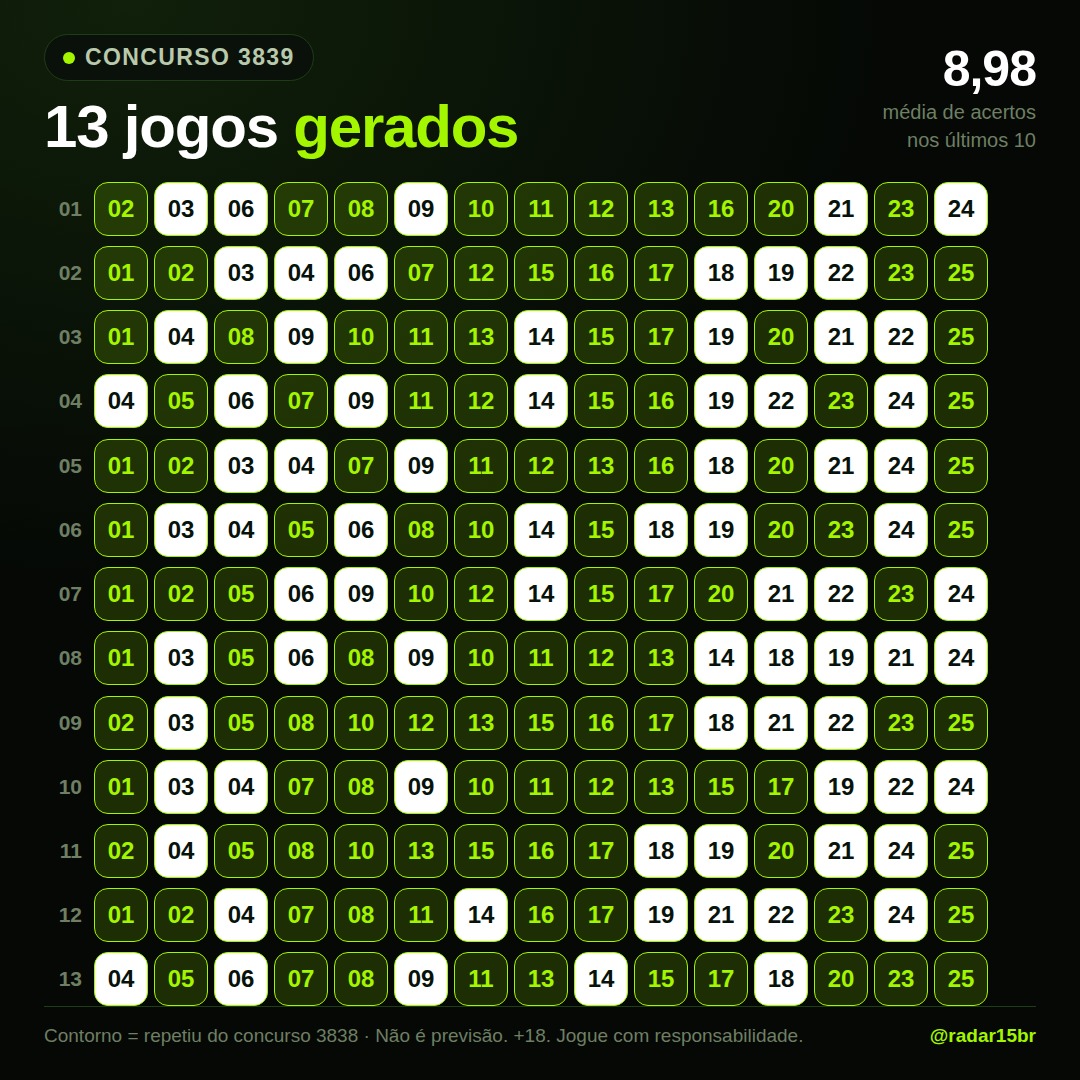 CONCURSO 3839
8,98
13 jogos gerados
média de acertos
nos últimos 10
01 02 03 06 07 08 09 10 11 12 13 16 20 21 23 24
02 01 02 03 04 06 07 12 15 16 17 18 19 22 23 25
03 01 04 08 09 10 11 13 14 15 17 19 20 21 22 25
04 04 05 06 07 09 11 12 14 15 16 19 22 23 24 25
05 01 02 03 04 07 09 11 12 13 16 18 20 21 24 25
06 01 03 04 05 06 08 10 14 15 18 19 20 23 24 25
07 01 02 05 06 09 10 12 14 15 17 20 21 22 23 24
08 01 03 05 06 08 09 10 11 12 13 14 18 19 21 24
09 02 03 05 08 10 12 13 15 16 17 18 21 22 23 25
10 01 03 04 07 08 09 10 11 12 13 15 17 19 22 24
11 02 04 05 08 10 13 15 16 17 18 19 20 21 24 25
12 01 02 04 07 08 11 14 16 17 19 21 22 23 24 25
13 04 05 06 07 08 09 11 13 14 15 17 18 20 23 25
Contorno = repetiu do concurso 3838 · Não é previsão. +18. Jogue com responsabilidade.
@radar15br